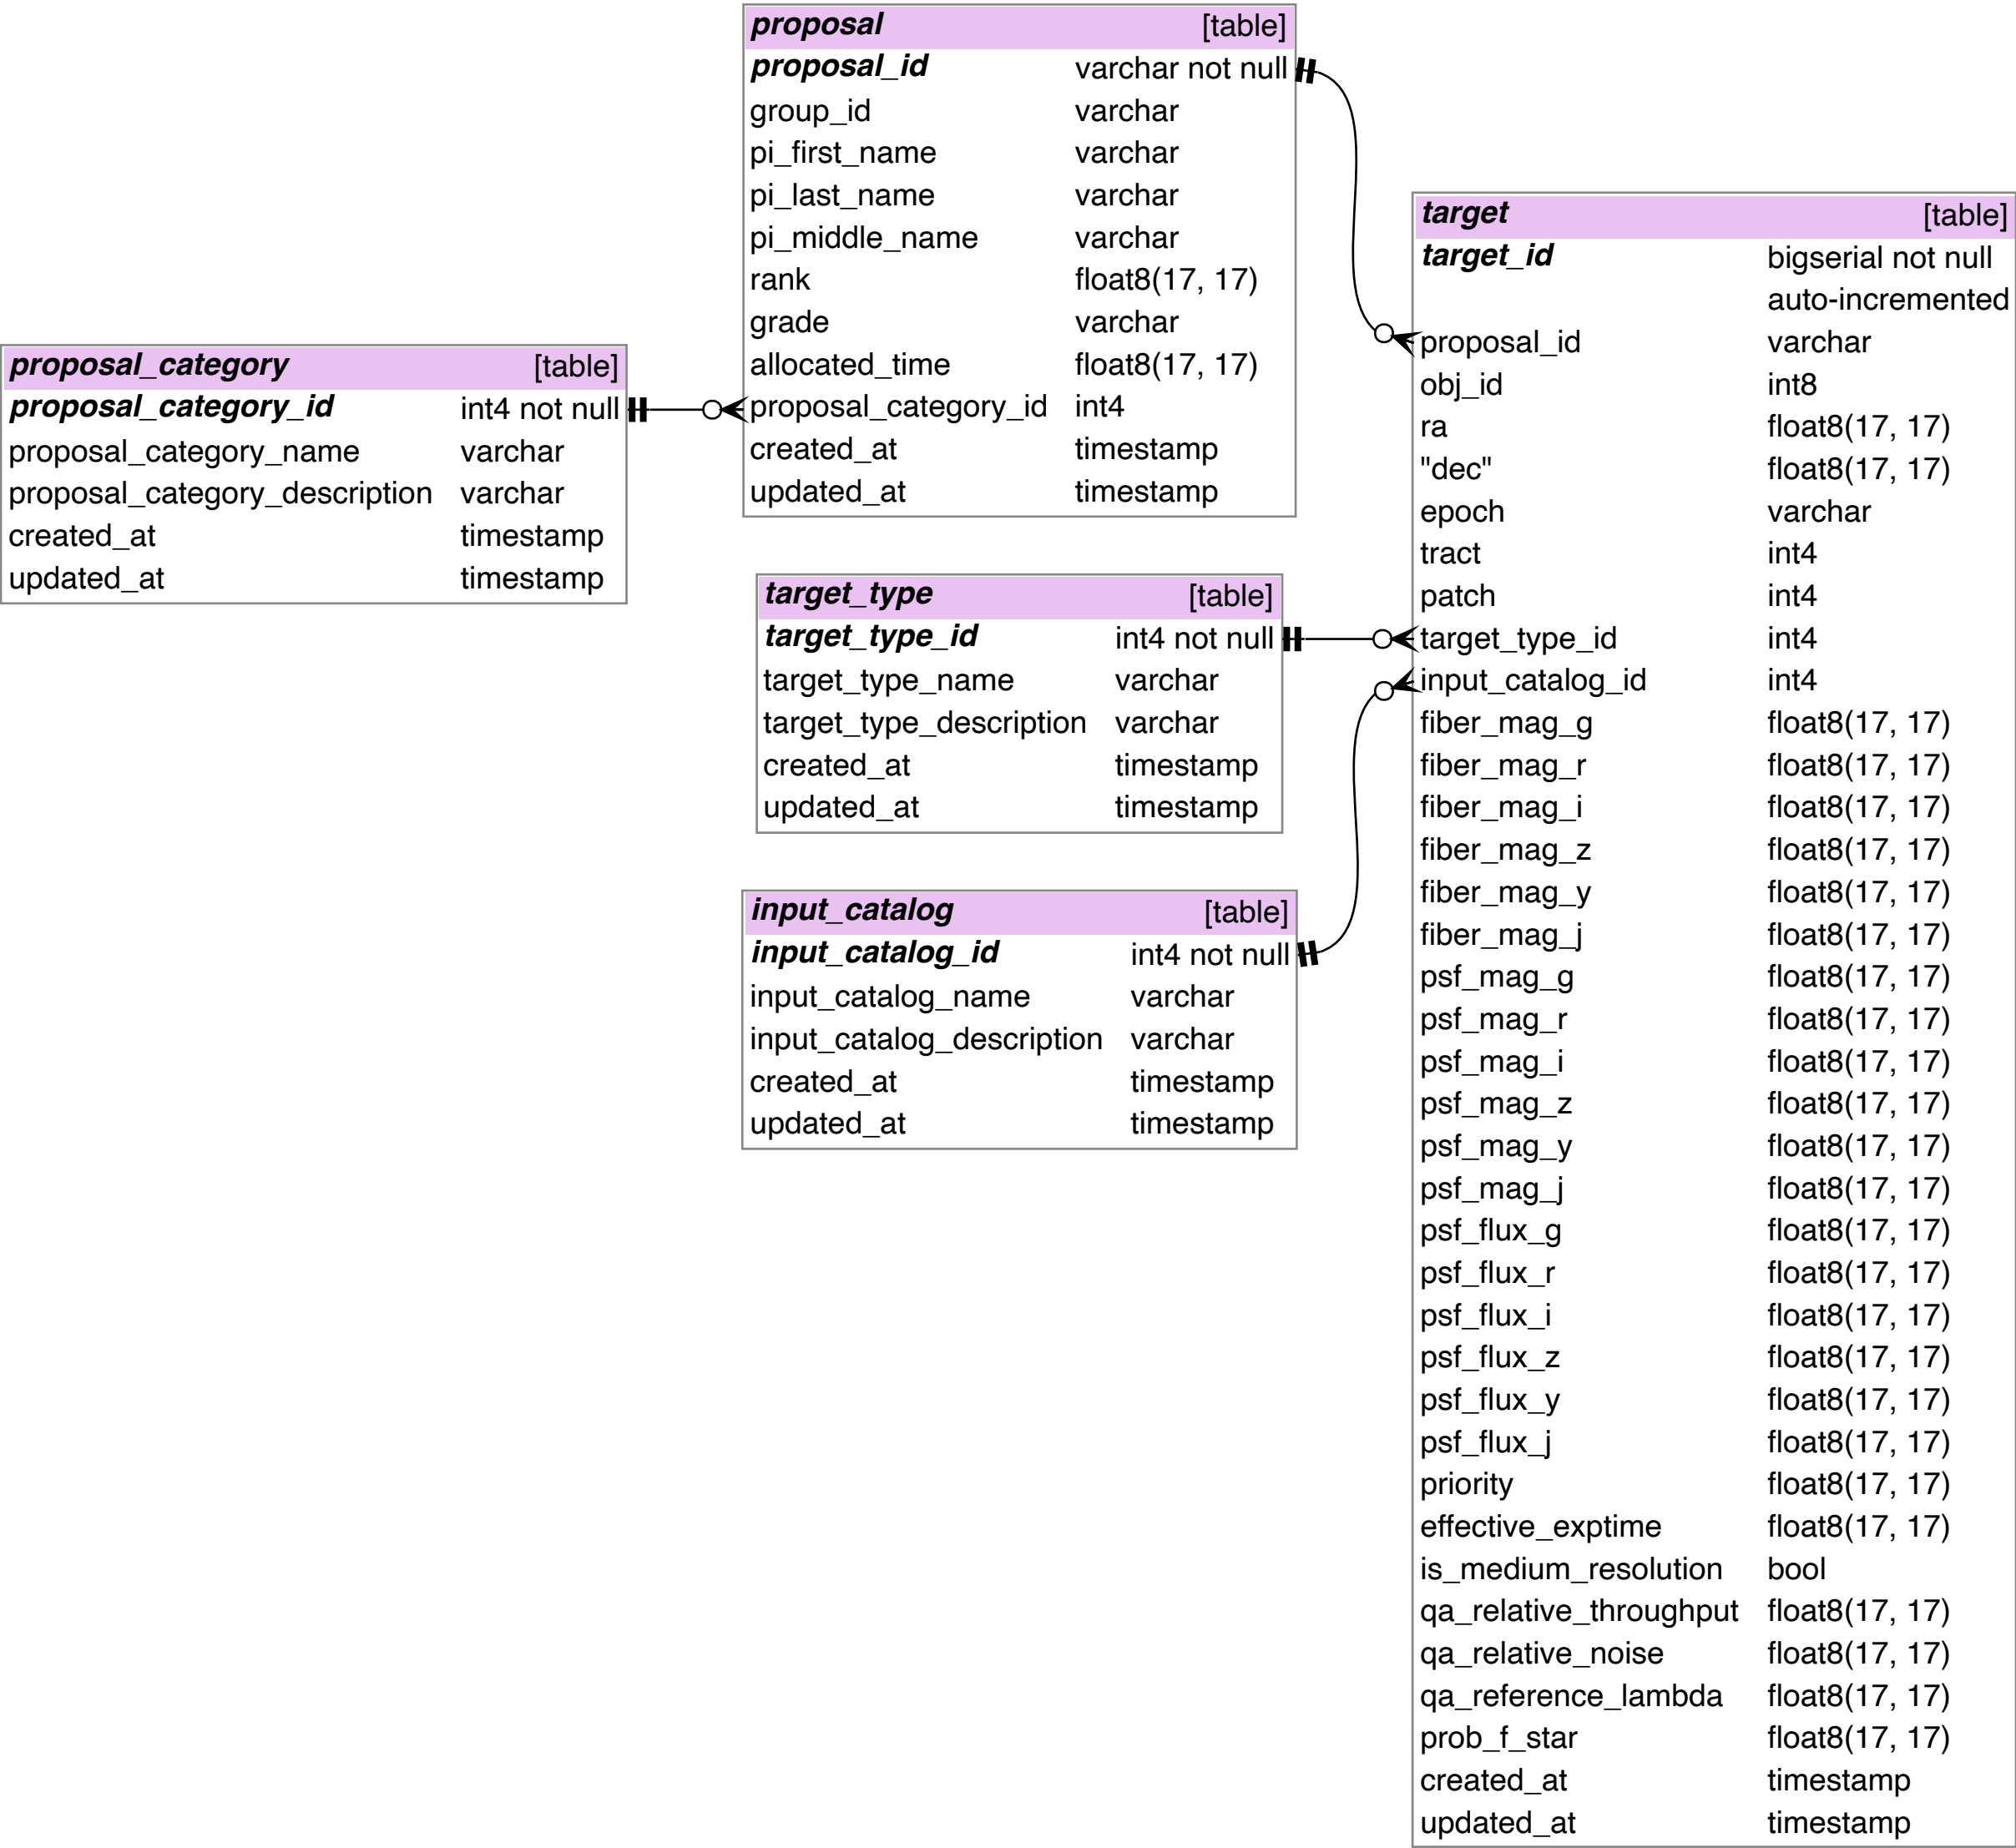 proposal [table]
proposal_id varchar not null
group_id varchar
pi_first_name varchar
pi_last_name varchar
pi_middle_name varchar
rank float8(17, 17)
grade varchar
allocated_time float8(17, 17)
proposal_category_id int4
created_at timestamp
updated_at timestamp
proposal_category [table]
proposal_category_id int4 not null
proposal_category_name varchar
proposal_category_description varchar
created_at timestamp
updated_at timestamp
target_type [table]
target_type_id int4 not null
target_type_name varchar
target_type_description varchar
created_at timestamp
updated_at timestamp
input_catalog [table]
input_catalog_id int4 not null
input_catalog_name varchar
input_catalog_description varchar
created_at timestamp
updated_at timestamp
target [table]
target_id bigserial not null
auto-incremented
proposal_id varchar
obj_id int8
ra float8(17, 17)
"dec" float8(17, 17)
epoch varchar
tract int4
patch int4
target_type_id int4
input_catalog_id int4
fiber_mag_g float8(17, 17)
fiber_mag_r float8(17, 17)
fiber_mag_i float8(17, 17)
fiber_mag_z float8(17, 17)
fiber_mag_y float8(17, 17)
fiber_mag_j float8(17, 17)
psf_mag_g float8(17, 17)
psf_mag_r float8(17, 17)
psf_mag_i float8(17, 17)
psf_mag_z float8(17, 17)
psf_mag_y float8(17, 17)
psf_mag_j float8(17, 17)
psf_flux_g float8(17, 17)
psf_flux_r float8(17, 17)
psf_flux_i float8(17, 17)
psf_flux_z float8(17, 17)
psf_flux_y float8(17, 17)
psf_flux_j float8(17, 17)
priority float8(17, 17)
effective_exptime float8(17, 17)
is_medium_resolution bool
qa_relative_throughput float8(17, 17)
qa_relative_noise float8(17, 17)
qa_reference_lambda float8(17, 17)
prob_f_star float8(17, 17)
created_at timestamp
updated_at timestamp